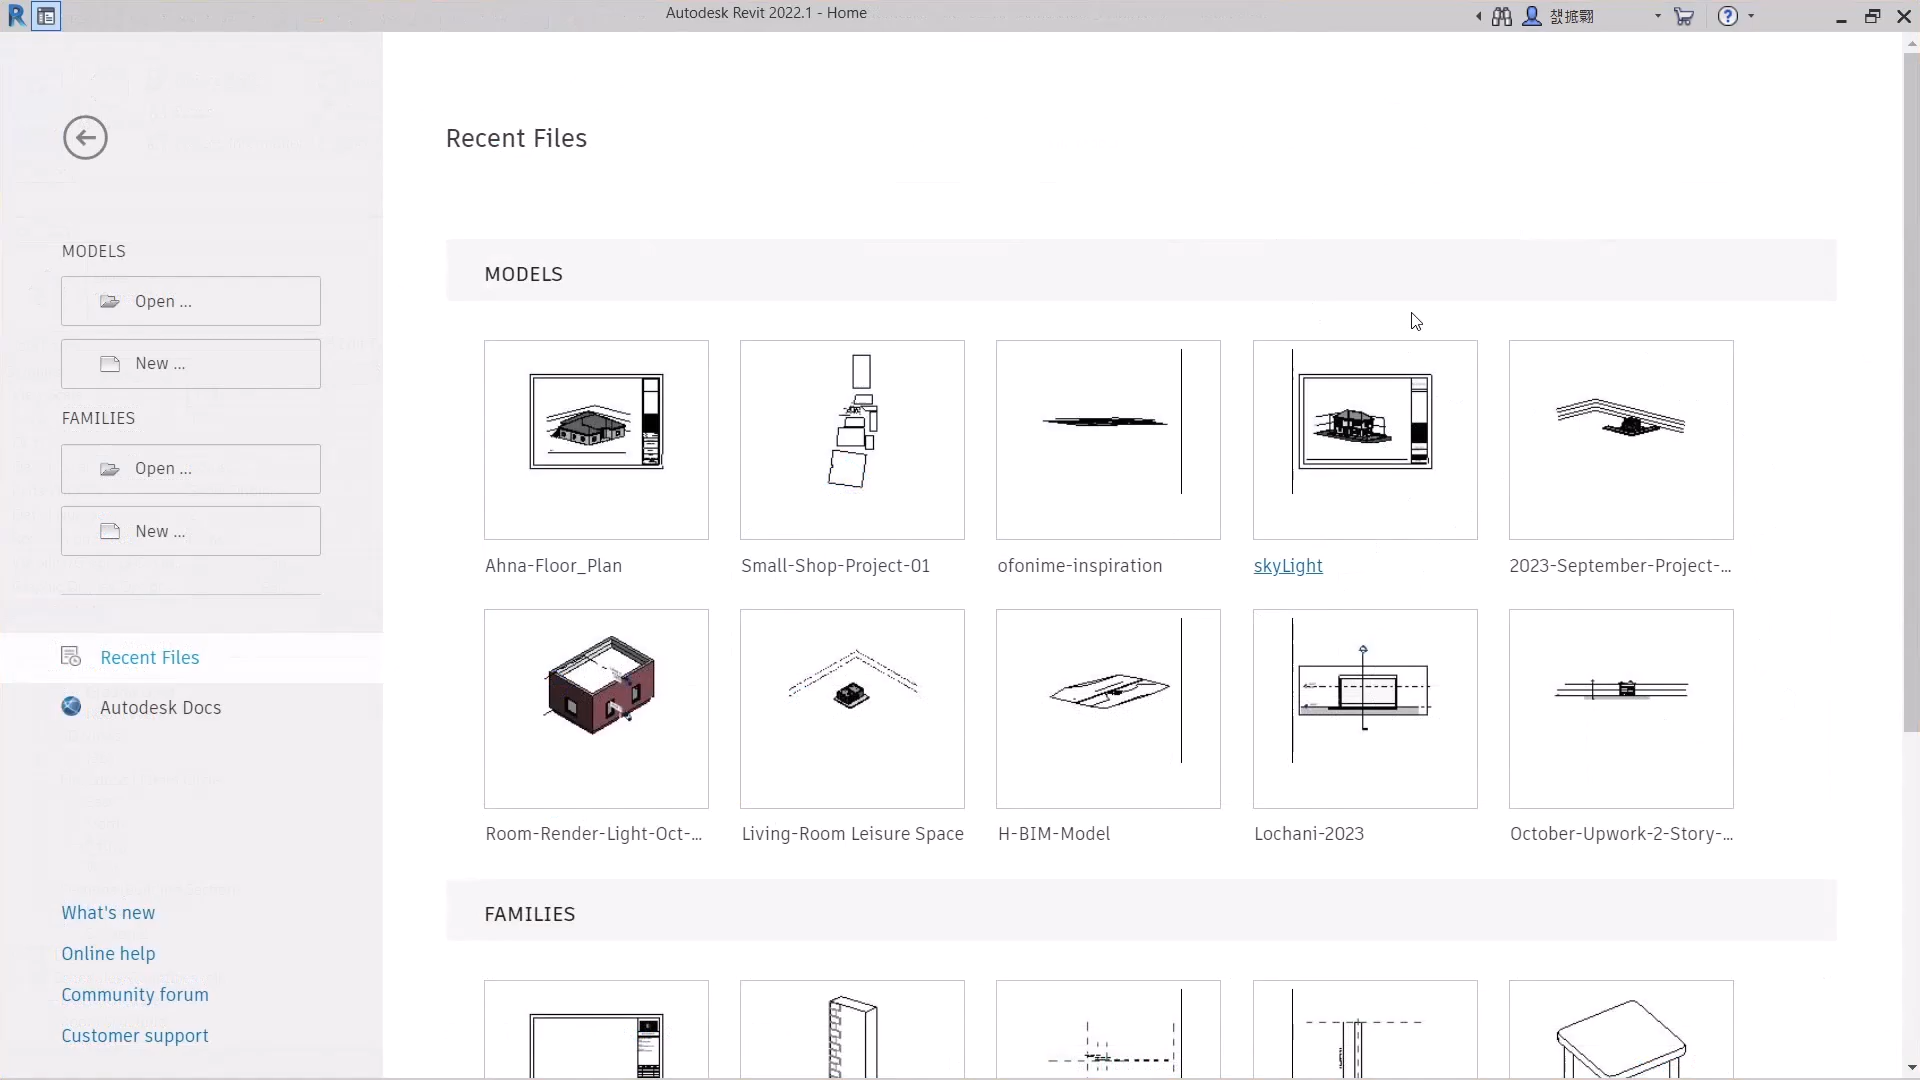 Autodesk Revit 2022.1 - Home
Recent Files
MODELS
Open ...
New ...
FAMILIES
Open ...
New ...
Recent Files
Autodesk Docs
What's new
Online help
Community forum
Customer support
MODELS
Ahna-Floor_Plan
Small-Shop-Project-01
ofonime-inspiration
skyLight
2023-September-Project-...
Room-Render-Light-Oct-...
Living-Room Leisure Space
H-BIM-Model
Lochani-2023
October-Upwork-2-Story-...
FAMILIES